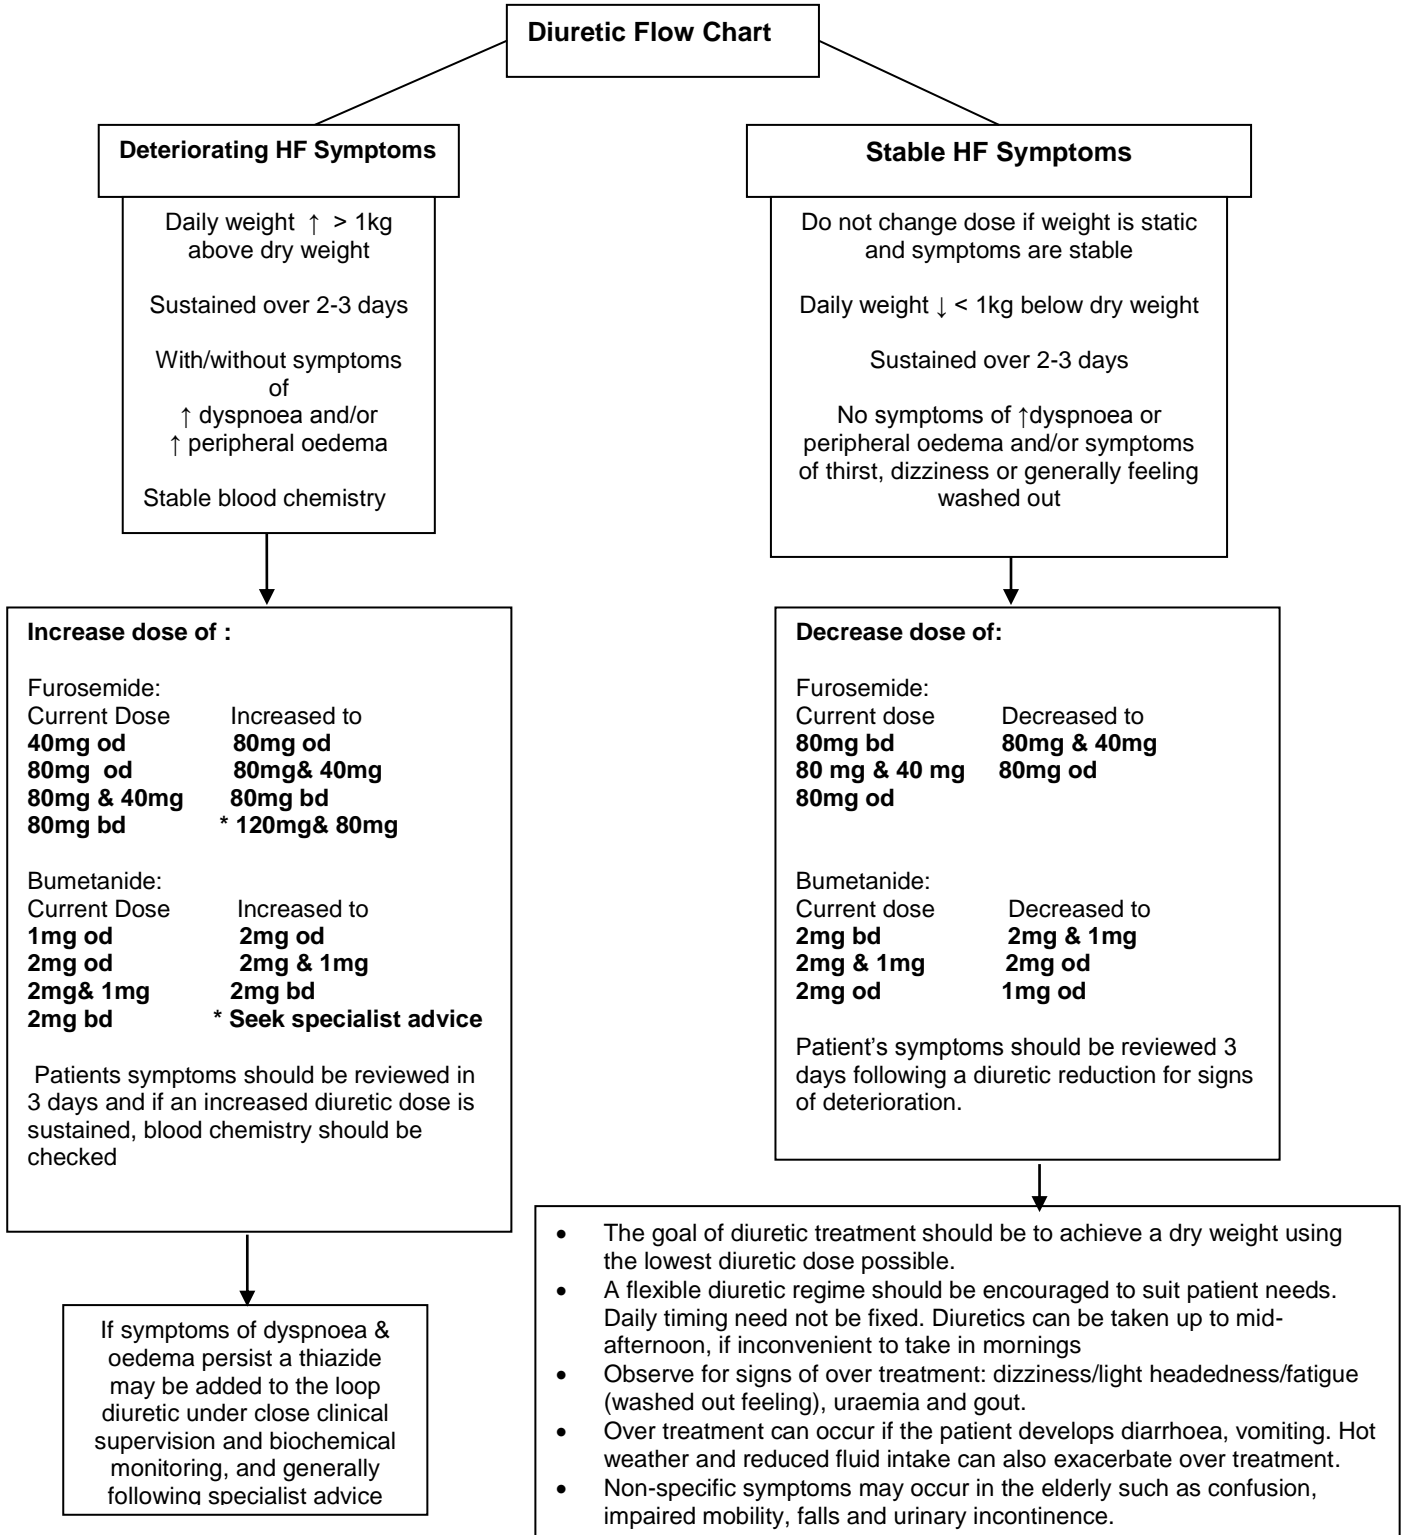 Diuretic Flow Chart
Deteriorating HF Symptoms
Daily weight ↑ > 1kg
above dry weight
Sustained over 2-3 days
With/without symptoms
of
↑ dyspnoea and/or
↑ peripheral oedema
Stable blood chemistry
Increase dose of :
Furosemide:
Current Dose Increased to
40mg od 80mg od
80mg od 80mg& 40mg
80mg & 40mg 80mg bd
80mg bd * 120mg& 80mg
Bumetanide:
Current Dose Increased to
1mg od 2mg od
2mg od 2mg & 1mg
2mg& 1mg 2mg bd
2mg bd * Seek specialist advice
Patients symptoms should be reviewed in
3 days and if an increased diuretic dose is
sustained, blood chemistry should be
checked
If symptoms of dyspnoea &
oedema persist a thiazide
may be added to the loop
diuretic under close clinical
supervision and biochemical
monitoring, and generally
following specialist advice
Stable HF Symptoms
Do not change dose if weight is static
and symptoms are stable
Daily weight ↓ < 1kg below dry weight
Sustained over 2-3 days
No symptoms of ↑dyspnoea or
peripheral oedema and/or symptoms
of thirst, dizziness or generally feeling
washed out
Decrease dose of:
Furosemide:
Current dose Decreased to
80mg bd 80mg & 40mg
80 mg & 40 mg 80mg od
80mg od
Bumetanide:
Current dose Decreased to
2mg bd 2mg & 1mg
2mg & 1mg 2mg od
2mg od 1mg od
Patient’s symptoms should be reviewed 3
days following a diuretic reduction for signs
of deterioration.
• The goal of diuretic treatment should be to achieve a dry weight using
the lowest diuretic dose possible.
• A flexible diuretic regime should be encouraged to suit patient needs.
Daily timing need not be fixed. Diuretics can be taken up to mid-
afternoon, if inconvenient to take in mornings
• Observe for signs of over treatment: dizziness/light headedness/fatigue
(washed out feeling), uraemia and gout.
• Over treatment can occur if the patient develops diarrhoea, vomiting. Hot
weather and reduced fluid intake can also exacerbate over treatment.
• Non-specific symptoms may occur in the elderly such as confusion,
impaired mobility, falls and urinary incontinence.